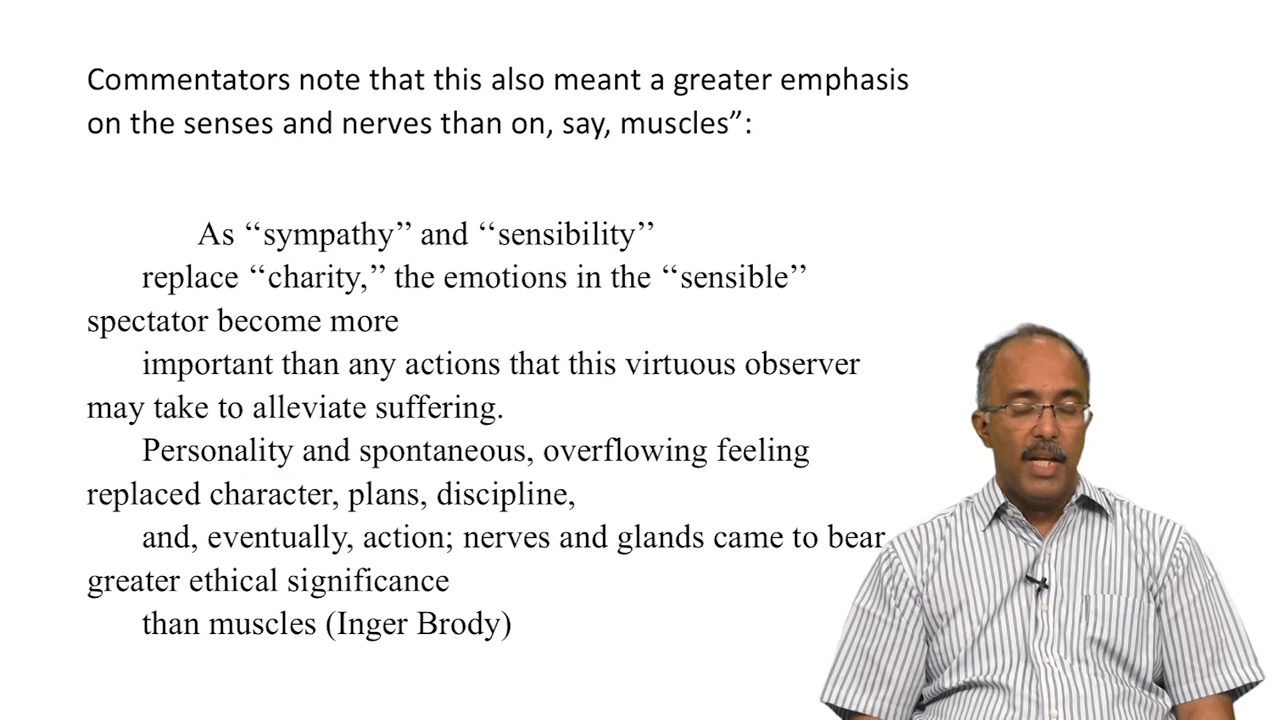 Commentators note that this also meant a greater emphasis
on the senses and nerves than on, say, muscles”:
As ‘‘sympathy’’ and ‘‘sensibility’’
replace ‘‘charity,’’ the emotions in the ‘‘sensible’’
spectator become more
important than any actions that this virtuous observer
may take to alleviate suffering.
Personality and spontaneous, overflowing feeling
replaced character, plans, discipline,
and, eventually, action; nerves and glands came to bear
greater ethical significance
than muscles (Inger Brody)